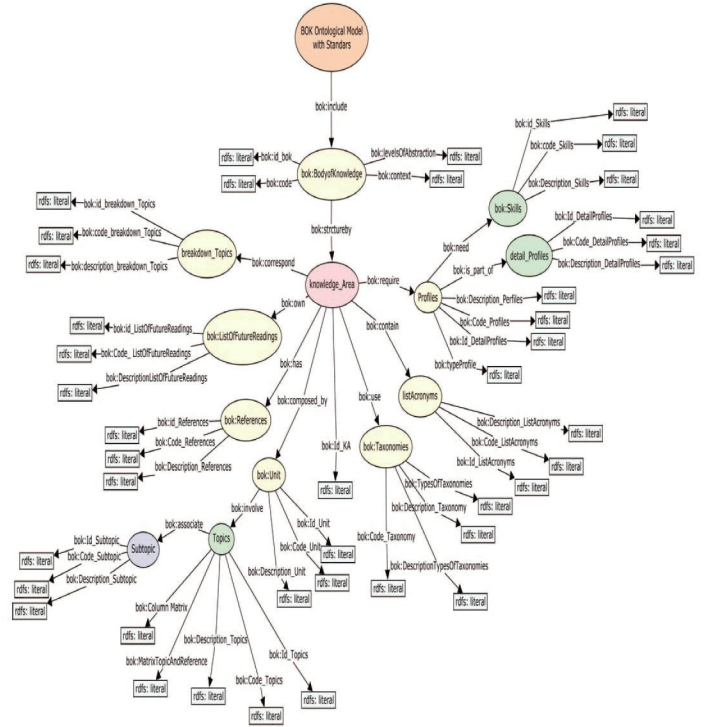 BOK Ontological Model
with Standars
bok:include
bok:BodyofKnowledge
bok:id_bok
rdfs: literal
bok:code
rdfs: literal
bok:levelsOfAbstraction
rdfs: literal
bok:context
rdfs: literal
bok:strctureby
knowledge_Area
bok:correspond
breakdown_Topics
bok:id_breakdown_Topics
rdfs: literal
bok:code_breakdown_Topics
rdfs: literal
bok:description_breakdown_Topics
rdfs: literal
bok:require
Profiles
bok:need
bok:Skills
bok:id_Skills
rdfs: literal
bok:code_Skills
rdfs: literal
bok:Description_Skills
rdfs: literal
bok:is_part_of
detail_Profiles
bok:Id_DetailProfiles
rdfs: literal
bok:Code_DetailProfiles
rdfs: literal
bok:Description_DetailProfiles
rdfs: literal
bok:Description_Perfiles
rdfs: literal
bok:Code_Profiles
rdfs: literal
bok:Id_DetailProfiles
rdfs: literal
bok:typeProfile
rdfs: literal
bok:own
bok:ListOfFutureReadings
bok:id_ListOfFutureReadings
rdfs: literal
bok:Code_ ListOfFutureReadings
rdfs: literal
bok:DescriptionListOfFutureReadings
rdfs: literal
bok:contain
listAcronyms
bok:Description_ListAcronyms
rdfs: literal
bok:Code_ListAcronyms
rdfs: literal
bok:Id_ListAcronyms
rdfs: literal
bok:has
bok:References
bok:id_References
rdfs: literal
bok:Code_References
rdfs: literal
bok:Description_References
rdfs: literal
bok:composed_by
bok:Unit
bok:Id_Unit
rdfs: literal
bok:Code_Unit
rdfs: literal
bok:Description_Unit
rdfs: literal
bok:Id_KA
rdfs: literal
bok:use
bok:Taxonomies
bok:TypesOfTaxonomies
rdfs: literal
bok:Description_Taxonomy
rdfs: literal
bok:Code_Taxonomy
rdfs: literal
bok:DescriptionTypesOfTaxonomies
rdfs: literal
bok:involve
Topics
bok:associate
Subtopic
bok:Id_Subtopic
rdfs: literal
bok:Code_Subtopic
rdfs: literal
bok:Description_Subtopic
rdfs: literal
bok:Column Matrix
rdfs: literal
bok:MatrixTopicAndReference
rdfs: literal
bok:Description_Topics
rdfs: literal
bok:Code_Topics
rdfs: literal
bok:Id_Topics
rdfs: literal